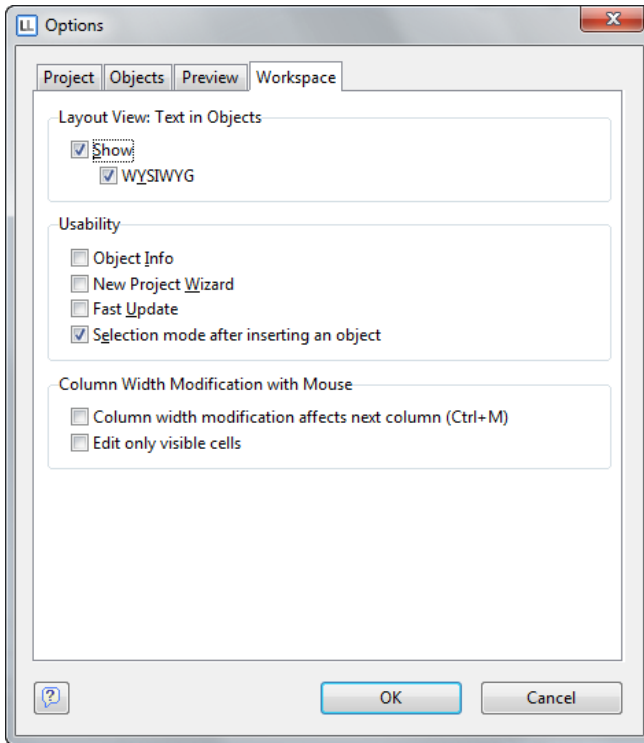 LL Options
X
Project Objects Preview Workspace
Layout View: Text in Objects
Show
WYSIWYG
Usability
Object Info
New Project Wizard
Fast Update
Selection mode after inserting an object
Column Width Modification with Mouse
Column width modification affects next column (Ctrl+M)
Edit only visible cells
? OK Cancel